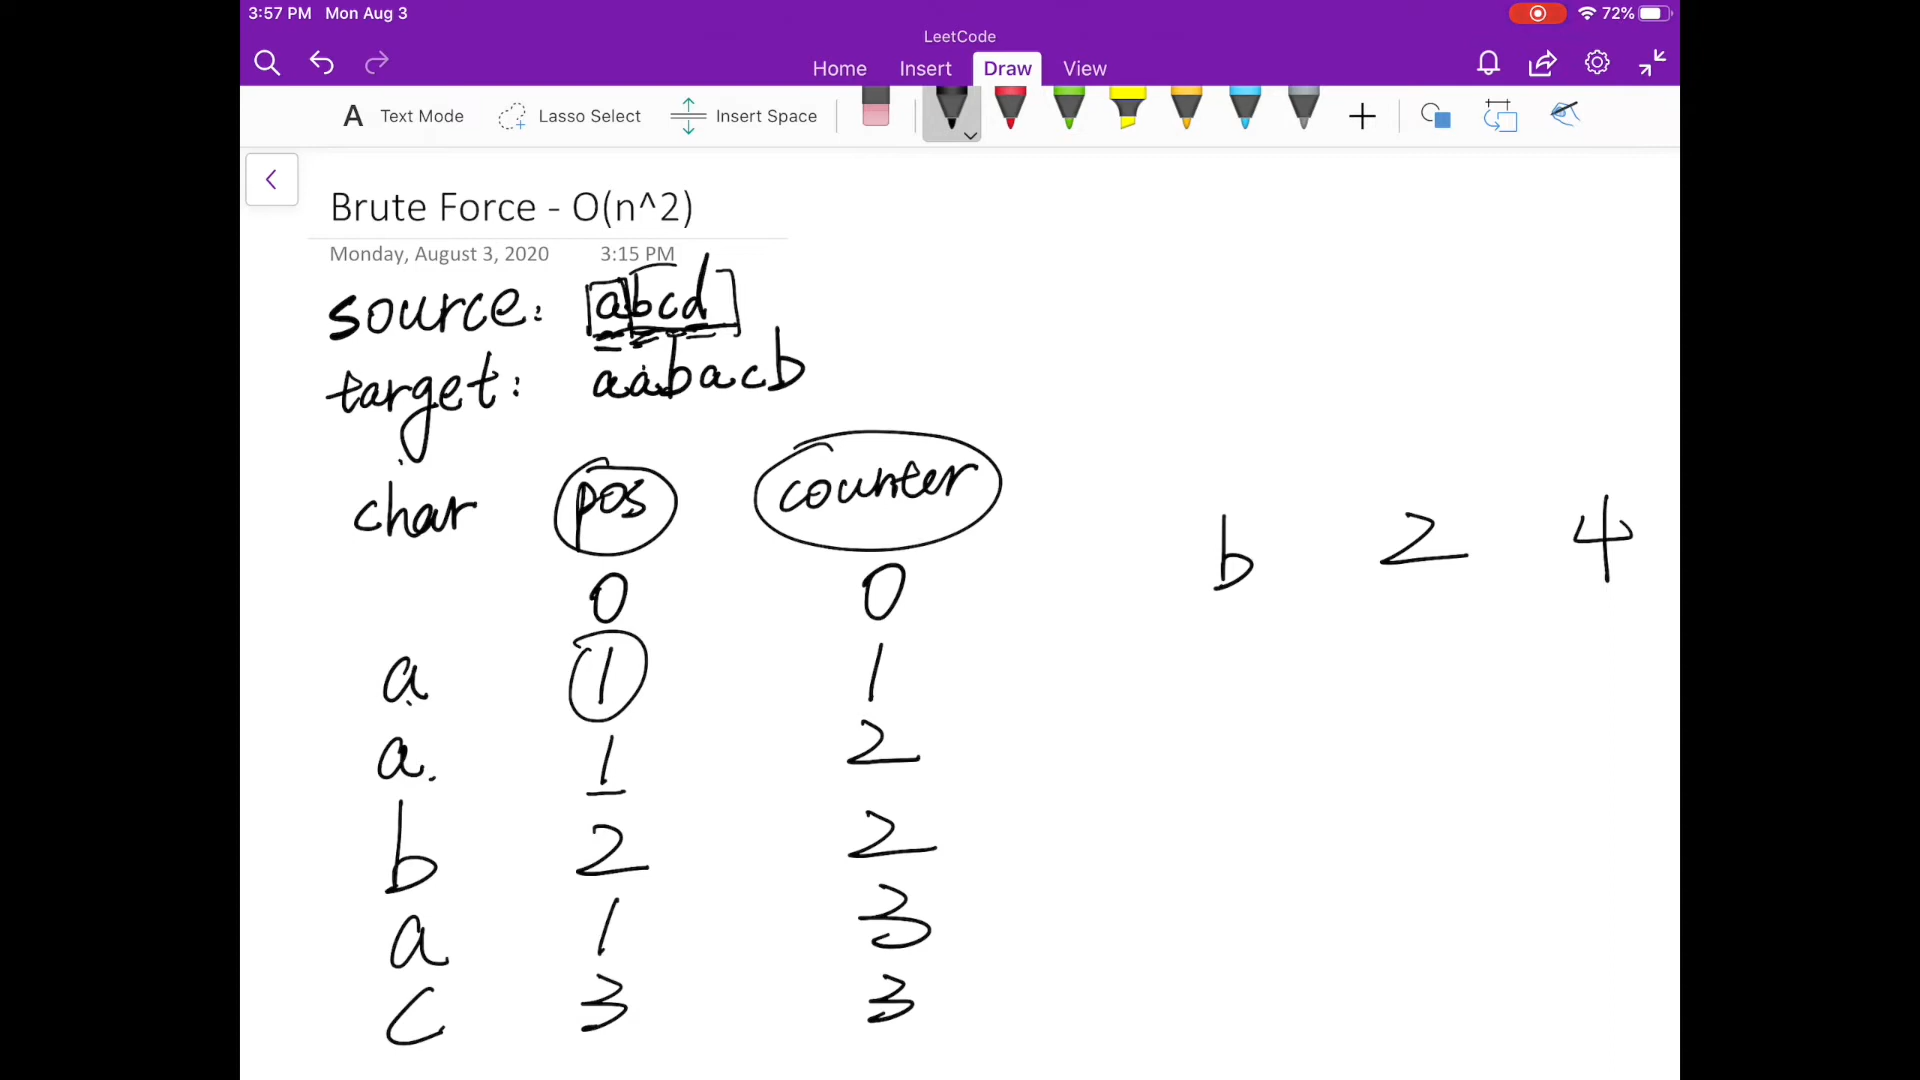 3:57 PM Mon Aug 3
72%
LeetCode
Home Insert Draw View
A Text Mode Lasso Select Insert Space
Brute Force - O(n^2)
Monday, August 3, 2020 3:15 PM
source: abcd
target: aabacb
char pos counter
0 0
b 2 4
a 1 1
a 1 2
b 2 2
a 1 3
c 3 3